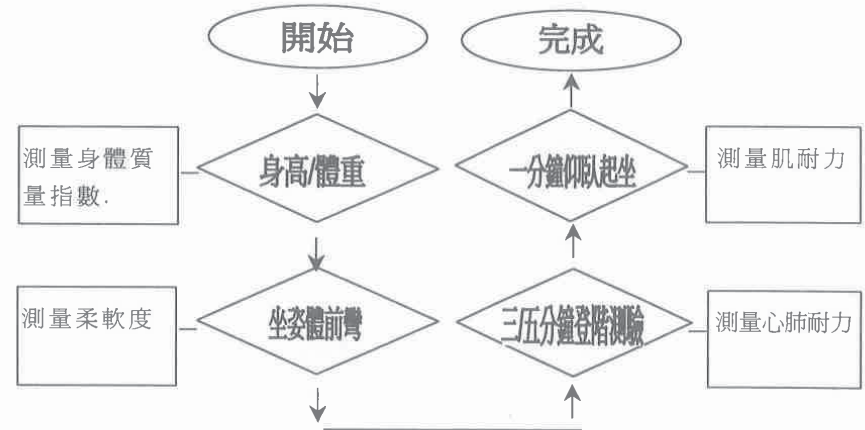 開始
完成
測量身體質
量指數.
身高/體重
一分鐘仰臥起坐
測量肌耐力
測量柔軟度
坐姿體前彎
三/五分鐘登階測驗
測量心肺耐力